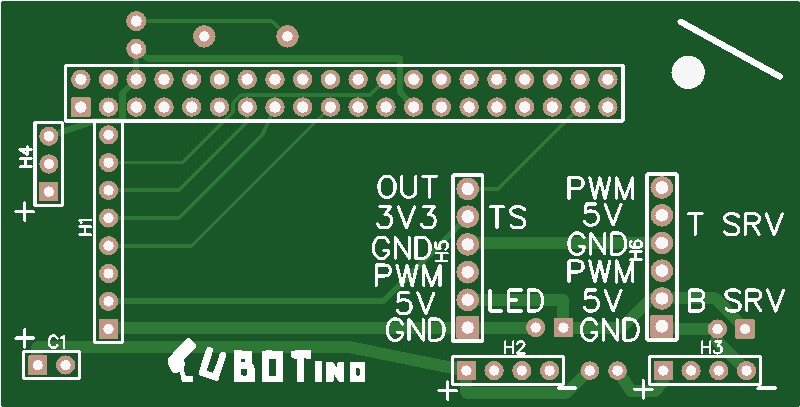 H4
H1
OUT
3V3
GND
PWM
5V
GND
H5
TS
LED
PWM
5V
GND
PWM
5V
GND
H6
T SRV
B SRV
+
+ C1
CUBOTino
H2
+ -
H3
+ -